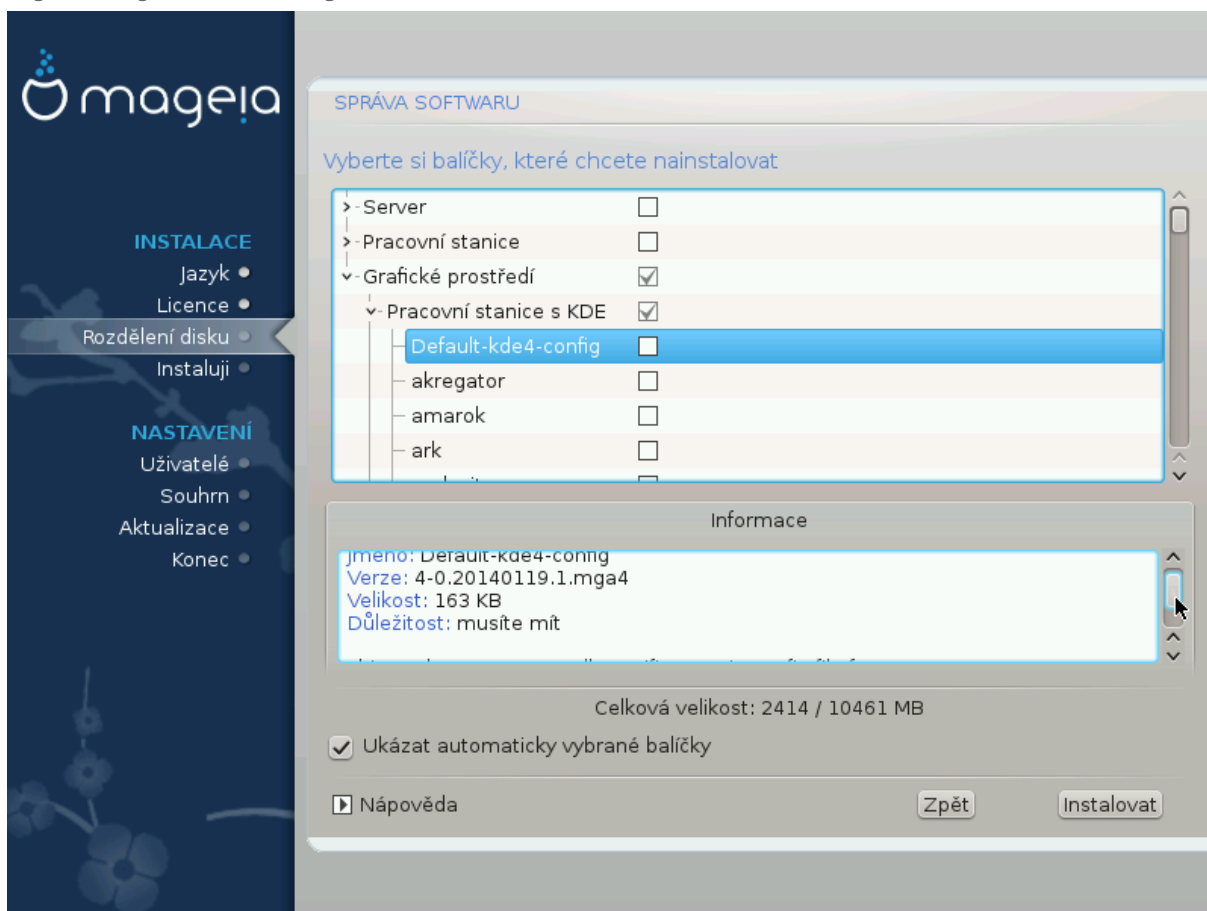 mageia
INSTALACE
Jazyk
Licence
Rozdělení disku
Instaluji
NASTAVENÍ
Uživatelé
Souhrn
Aktualizace
Konec
SPRÁVA SOFTWARU
Vyberte si balíčky, které chcete nainstalovat
Server
Pracovní stanice
Grafické prostředí
Pracovní stanice s KDE
Default-kde4-config
akregator
amarok
ark
Informace
Jméno: Default-kde4-config
Verze: 4-0.20140119.1.mga4
Velikost: 163 KB
Důležitost: musíte mít
Celková velikost: 2414 / 10461 MB
Ukázat automaticky vybrané balíčky
Nápověda
Zpět
Instalovat